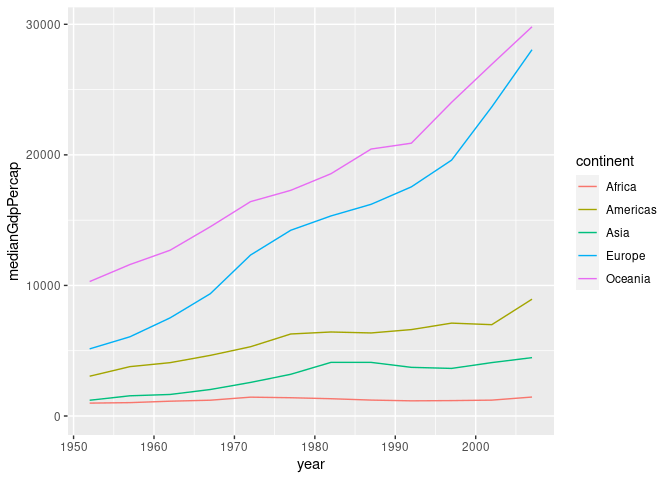 30000
20000
10000
0
medianGdpPercap
1950
1960
1970
1980
1990
2000
year
continent
Africa
Americas
Asia
Europe
Oceania